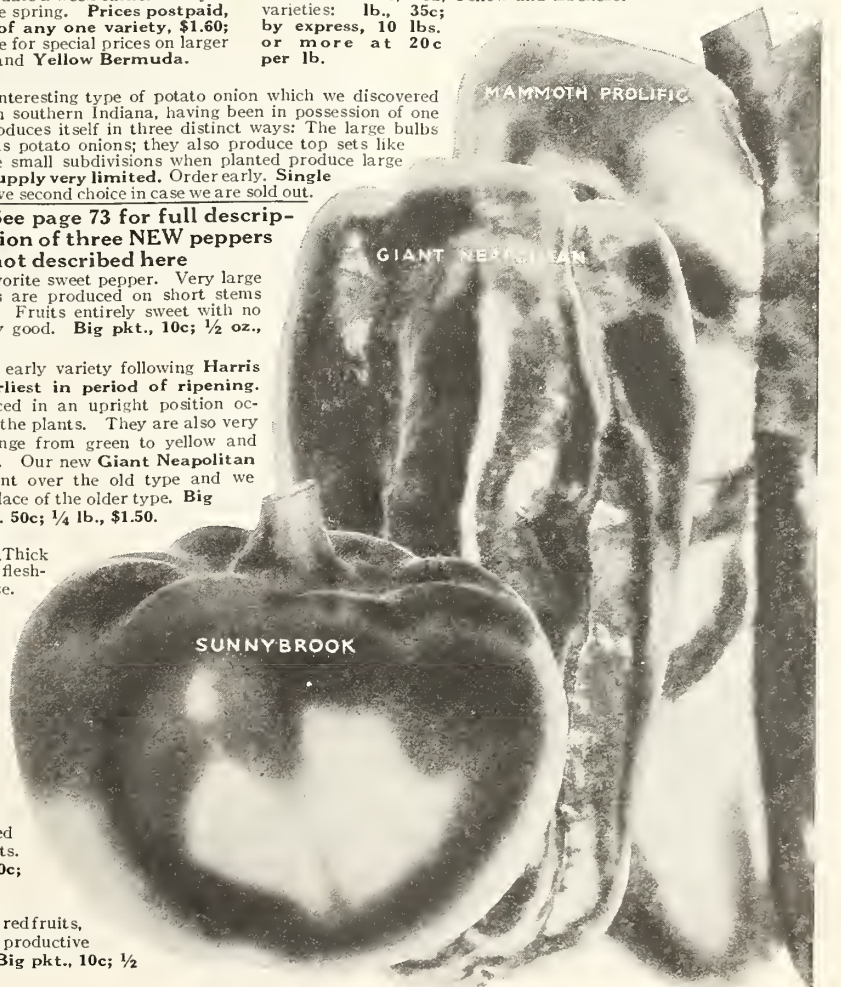 e spring. Prices postpaid,
of any one variety, $1.60;
e for special prices on larger
and Yellow Bermuda.
varieties: lb., 35c;
by express, 10 lbs.
or more at 20c
per lb.
nteresting type of potato onion which we discovered
n southern Indiana, having been in possession of one
oduces itself in three distinct ways: The large bulbs
s potato onions; they also produce top sets like
e small subdivisions when planted produce large
upply very limited. Order early. Single
ve second choice in case we are sold out.
See page 73 for full descrip-
ion of three NEW peppers
not described here
vorite sweet pepper. Very large
s are produced on short stems
Fruits entirely sweet with no
y good. Big pkt., 10c; ½ oz.,
early variety following Harris
rliest in period of ripening.
ced in an upright position oc-
the plants. They are also very
nge from green to yellow and
. Our new Giant Neapolitan
nt over the old type and we
lace of the older type. Big
. 50c; ¼ lb., $1.50.
Thick
flesh-
e.
ed
ts.
0c;
red fruits,
productive
Big pkt., 10c; ½
MAMMOTH PROLIFIC
GIANT NEAPOLITAN
SUNNYBROOK